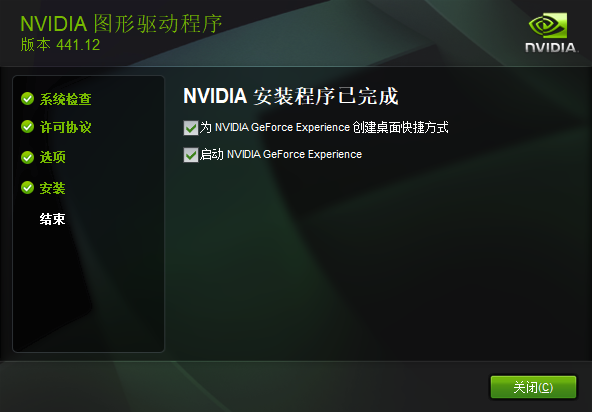 NVIDIA 图形驱动程序
版本 441.12
NVIDIA.
系统检查
许可协议
选项
安装
结束
NVIDIA 安装程序已完成
为 NVIDIA GeForce Experience 创建桌面快捷方式
启动 NVIDIA GeForce Experience
关闭(C)